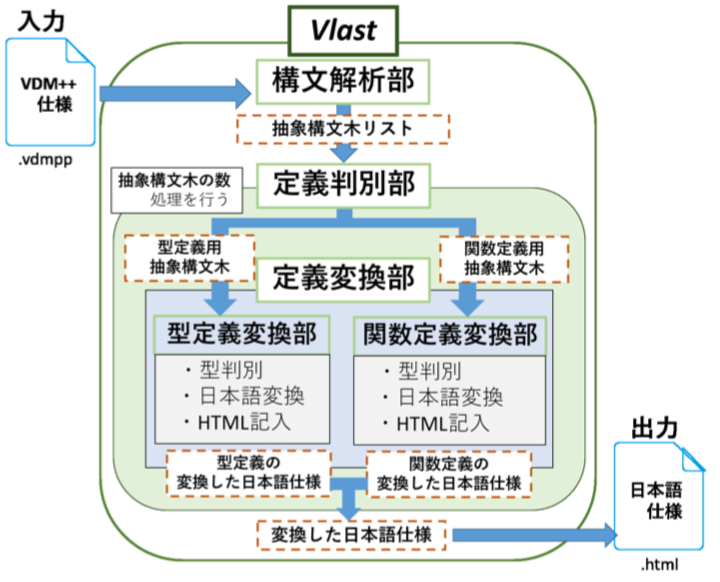 入力
Vlast
VDM++
仕様
.vdmpp
構文解析部
抽象構文木リスト
抽象構文木の数
処理を行う
定義判別部
型定義用
抽象構文木
関数定義用
抽象構文木
定義変換部
型定義変換部
・型判別
・日本語変換
・HTML記入
関数定義変換部
・型判別
・日本語変換
・HTML記入
型定義の
変換した日本語仕様
関数定義の
変換した日本語仕様
変換した日本語仕様
出力
日本語
仕様
.html